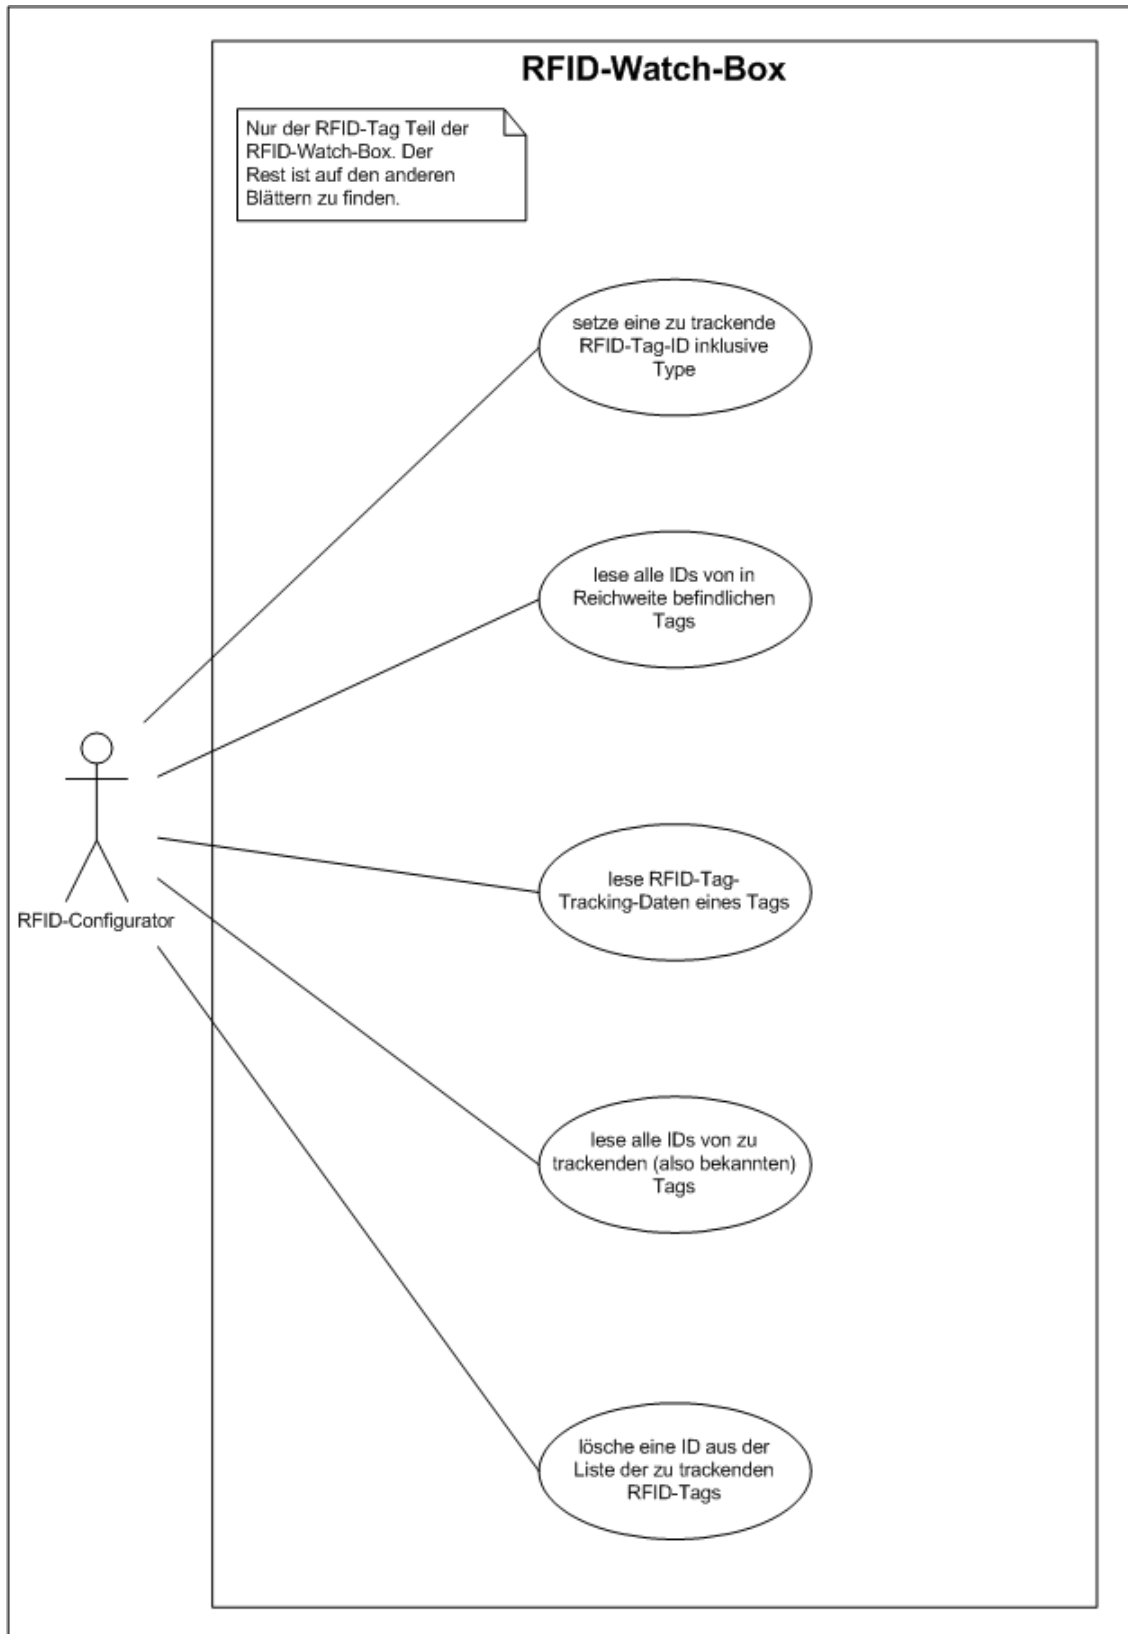 RFID-Watch-Box
Nur der RFID-Tag Teil der
RFID-Watch-Box. Der
Rest ist auf den anderen
Blättern zu finden.
setze eine zu trackende
RFID-Tag-ID inklusive
Type
lese alle IDs von in
Reichweite befindlichen
Tags
lese RFID-Tag-
Tracking-Daten eines Tags
RFID-Configurator
lese alle IDs von zu
trackenden (also bekannten)
Tags
lösche eine ID aus der
Liste der zu trackenden
RFID-Tags